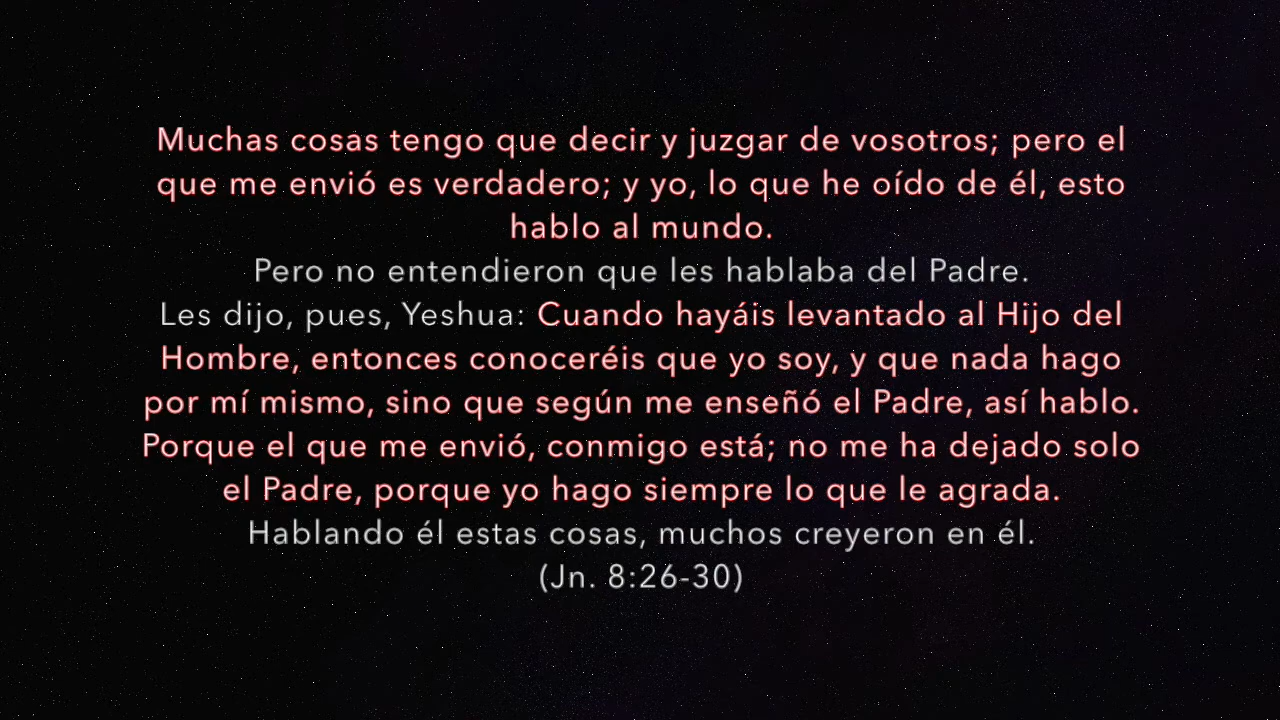 Muchas cosas tengo que decir y juzgar de vosotros; pero el
que me envió es verdadero; y yo, lo que he oído de él, esto
hablo al mundo.
Pero no entendieron que les hablaba del Padre.
Les dijo, pues, Yeshua: Cuando hayáis levantado al Hijo del
Hombre, entonces conoceréis que yo soy, y que nada hago
por mí mismo, sino que según me enseñó el Padre, así hablo.
Porque el que me envió, conmigo está; no me ha dejado solo
el Padre, porque yo hago siempre lo que le agrada.
Hablando él estas cosas, muchos creyeron en él.
(Jn. 8:26-30)